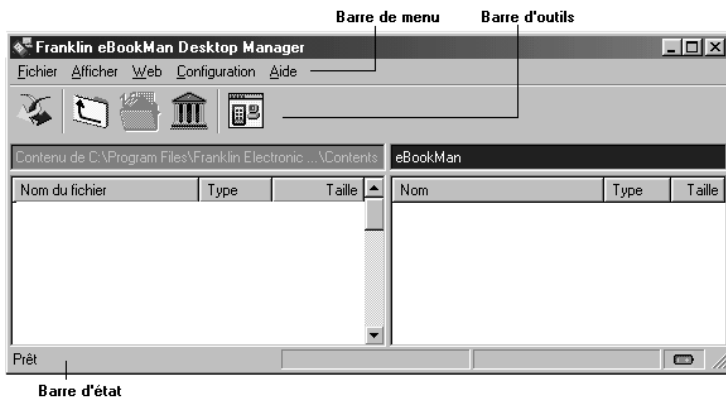 Barre de menu Barre d'outils
Franklin eBookMan Desktop Manager
Fichier Afficher Web Configuration Aide
Contenu de C:\Program Files\Franklin Electronic ...\Contents eBookMan
Nom du fichier Type Taille Nom Type Taille
Prêt
Barre d'état